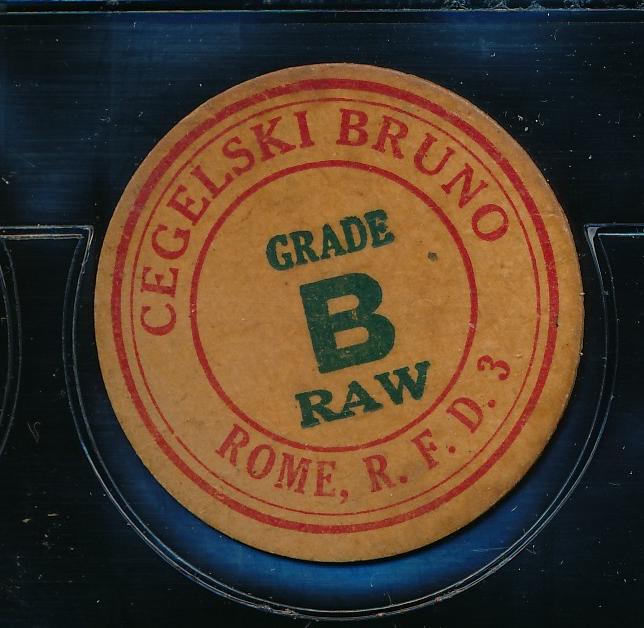 CEGELSKI BRUNO
GRADE
B
RAW
ROME, R. F. D. 3